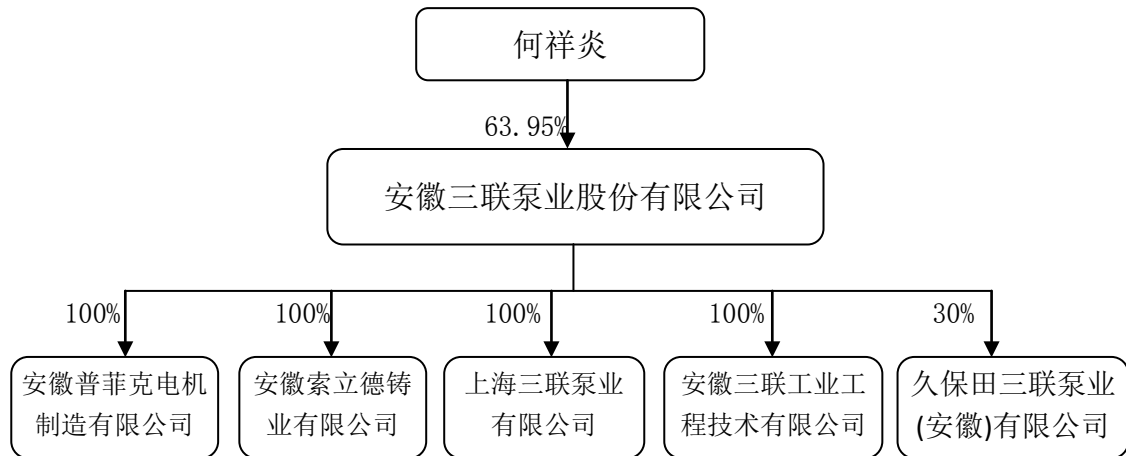 何祥炎
63.95%
安徽三联泵业股份有限公司
100%
100%
100%
100%
30%
安徽普菲克电机
制造有限公司
安徽索立德铸
业有限公司
上海三联泵业
有限公司
安徽三联工业工
程技术有限公司
久保田三联泵业
(安徽)有限公司